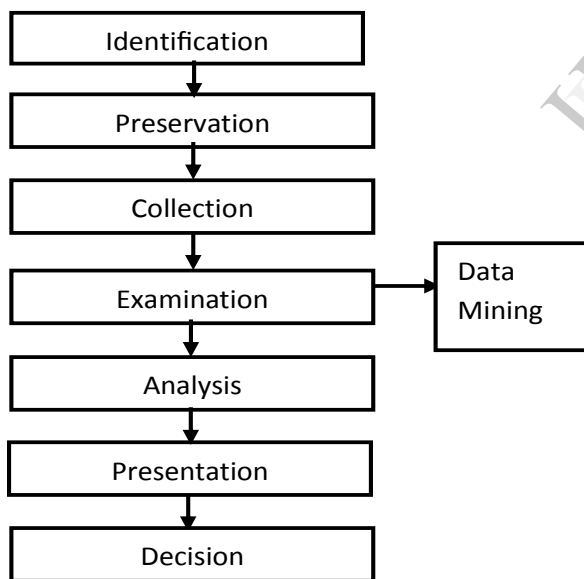 Identification
Preservation
Collection
Examination
Data
Mining
Analysis
Presentation
Decision